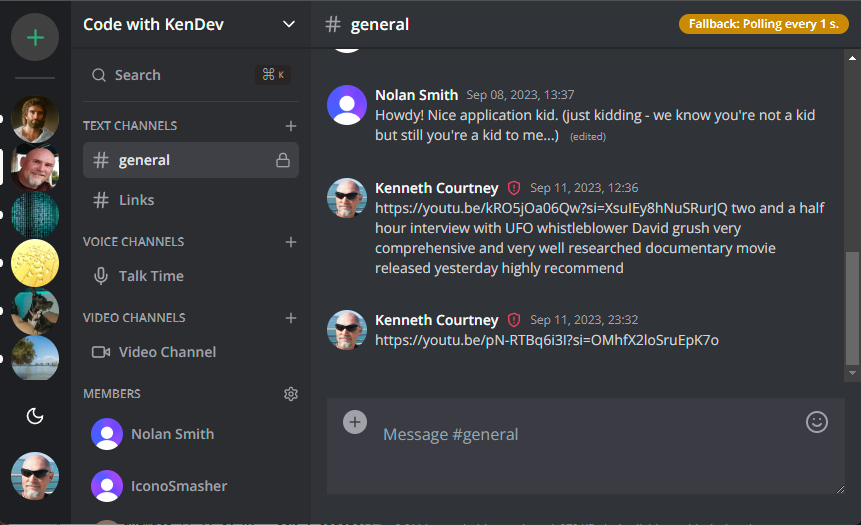 Code with KenDev
Search
⌘ K
TEXT CHANNELS
# general
# Links
VOICE CHANNELS
Talk Time
VIDEO CHANNELS
Video Channel
MEMBERS
Nolan Smith
IconoSmasher
# general
Fallback: Polling every 1 s.
Nolan Smith Sep 08, 2023, 13:37
Howdy! Nice application kid. (just kidding - we know you're not a kid
but still you're a kid to me...) (edited)
Kenneth Courtney Sep 11, 2023, 12:36
https://youtu.be/kRO5jOa06Qw?si=XsuIEy8hNuSRurJQ two and a half
hour interview with UFO whistleblower David grush very
comprehensive and very well researched documentary movie
released yesterday highly recommend
Kenneth Courtney Sep 11, 2023, 23:32
https://youtu.be/pN-RTBq6i3I?si=OMhfX2loSruEpK7o
Message #general